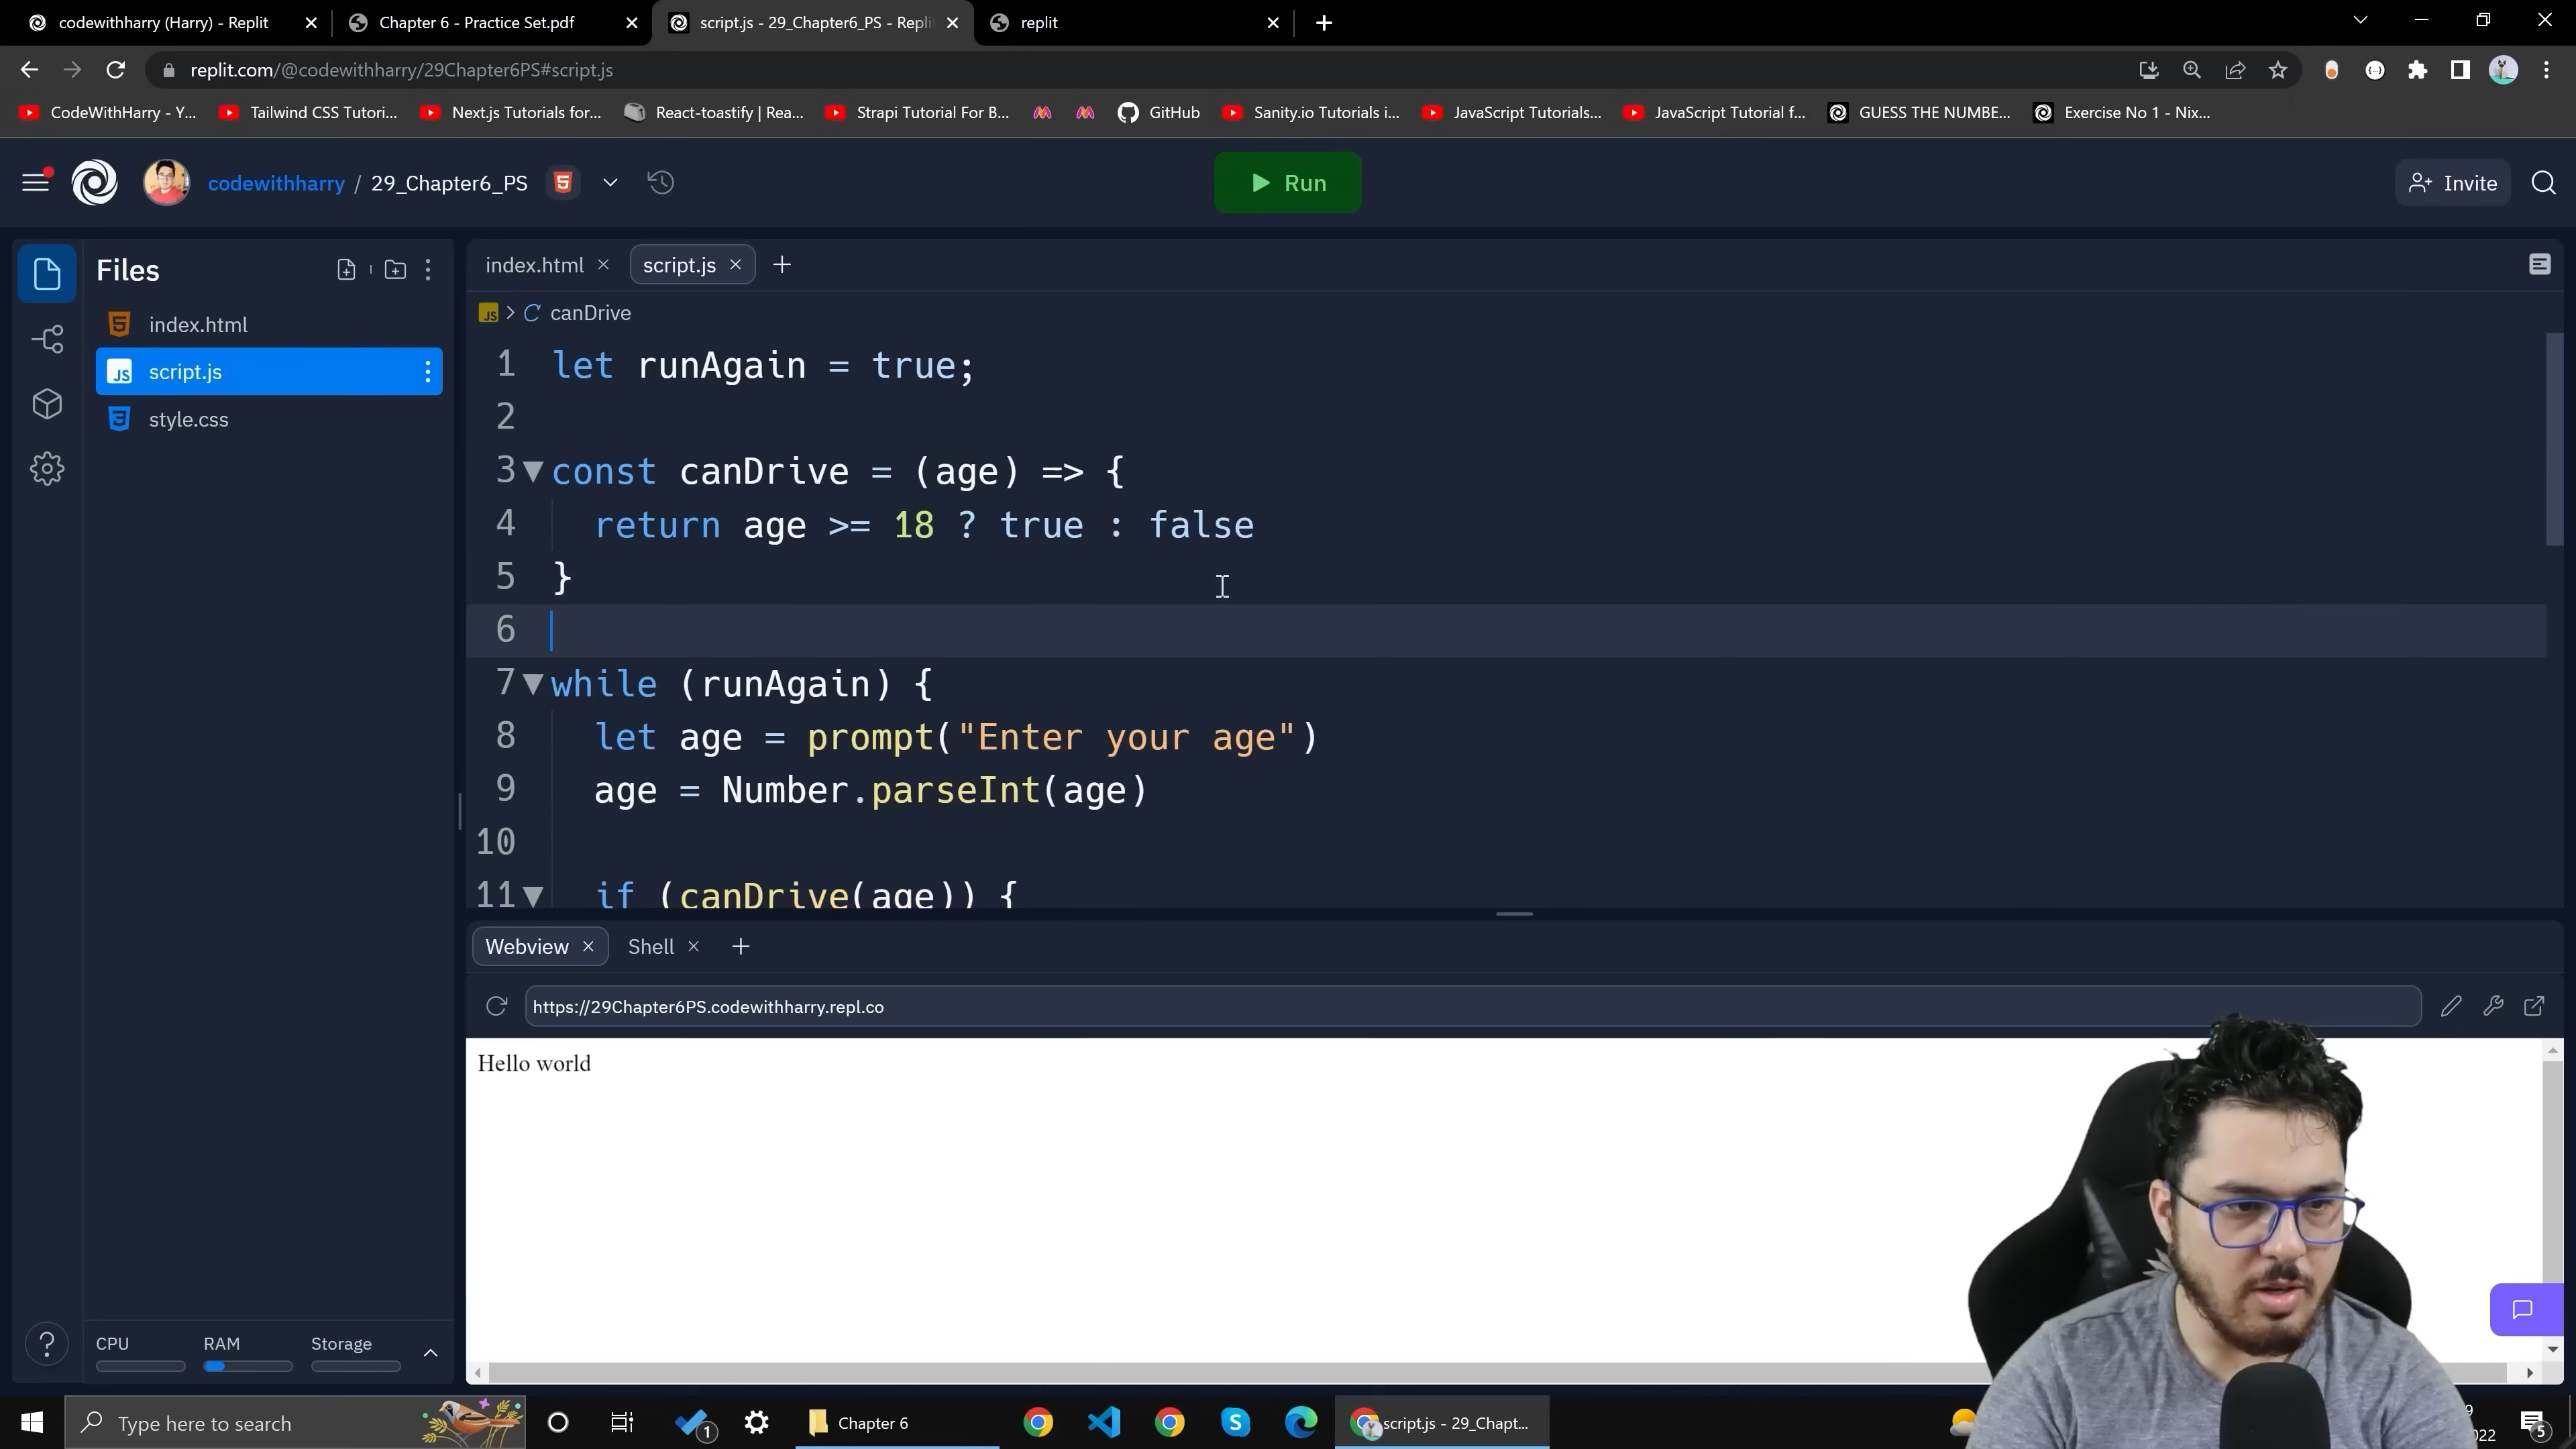 codewithharry (Harry) - Replit
Chapter 6 - Practice Set.pdf
script.js - 29_Chapter6_PS - Repli
replit
replit.com/@codewithharry/29Chapter6PS#script.js
CodeWithHarry - Y...
Tailwind CSS Tutori...
Next.js Tutorials for...
React-toastify | Rea...
Strapi Tutorial For B...
GitHub
Sanity.io Tutorials i...
JavaScript Tutorials...
JavaScript Tutorial f...
GUESS THE NUMBE...
Exercise No 1 - Nix...
codewithharry / 29_Chapter6_PS
Run
Invite
Files
index.html
script.js
style.css
index.html
script.js
JS > canDrive
1 let runAgain = true;
2
3 const canDrive = (age) => {
4 return age >= 18 ? true : false
5 }
6
7 while (runAgain) {
8 let age = prompt("Enter your age")
9 age = Number.parseInt(age)
10
11 if (canDrive(age)) {
Webview
Shell
https://29Chapter6PS.codewithharry.repl.co
Hello world
CPU
RAM
Storage
Type here to search
1
Chapter 6
script.js - 29_Chapt...
9
022
5